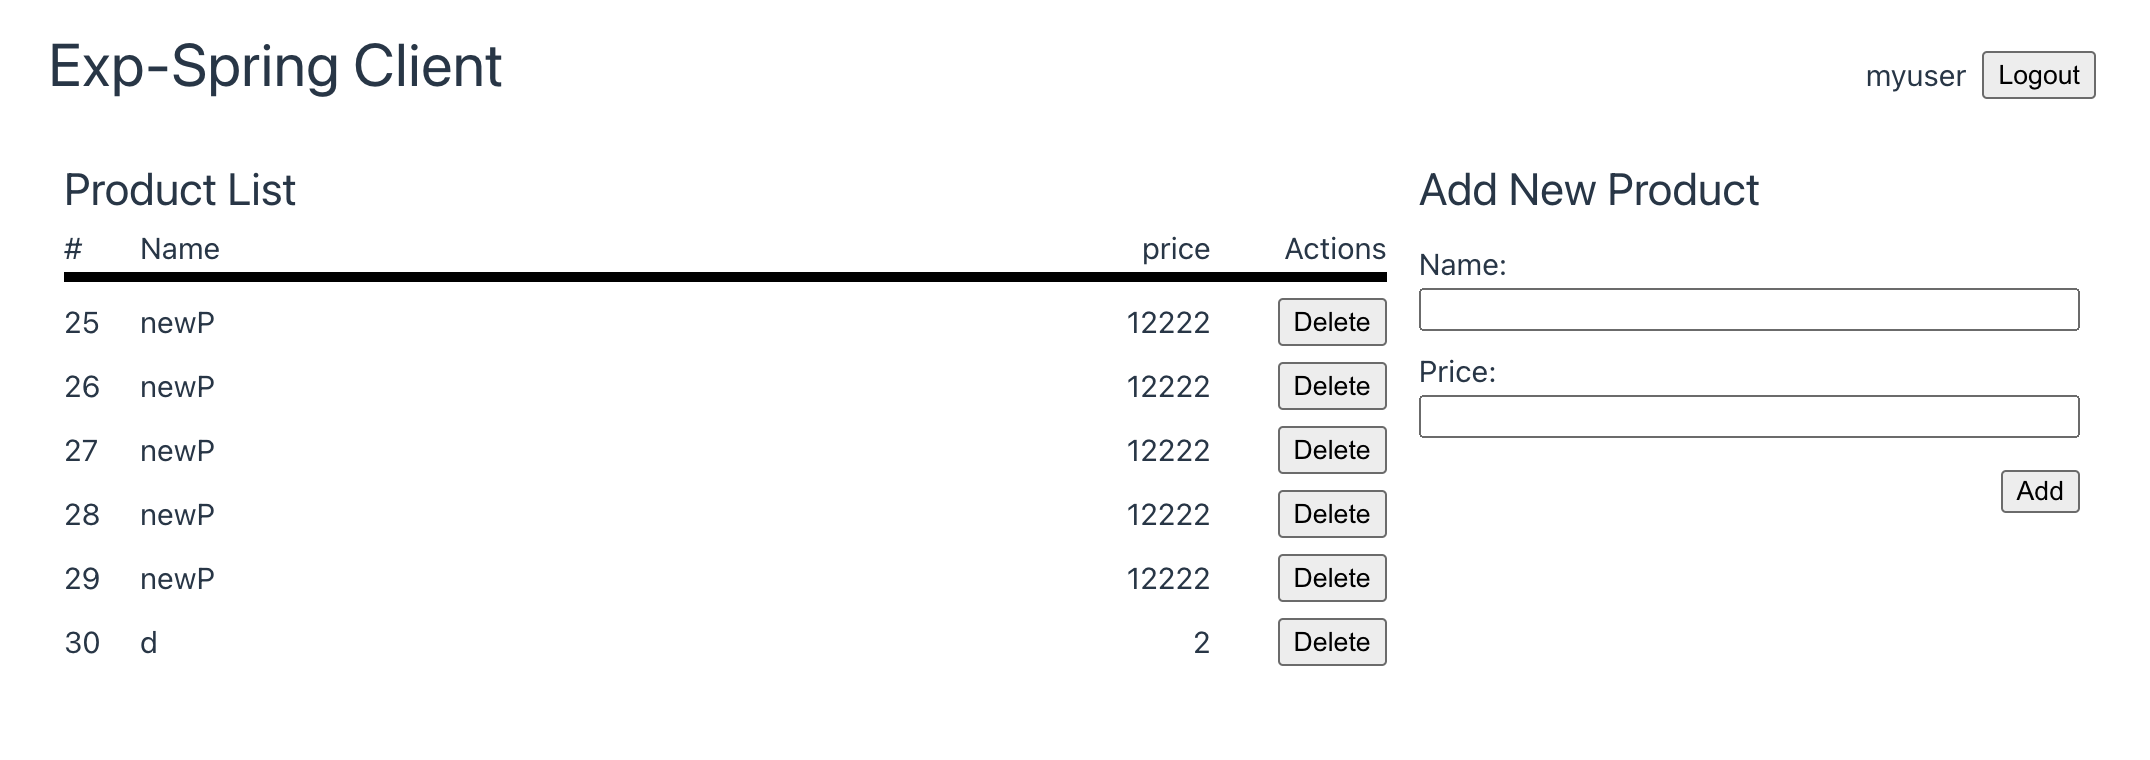 Exp-Spring Client
myuser Logout
Product List
# Name price Actions
25 newP 12222 Delete
26 newP 12222 Delete
27 newP 12222 Delete
28 newP 12222 Delete
29 newP 12222 Delete
30 d 2 Delete
Add New Product
Name:
Price:
Add